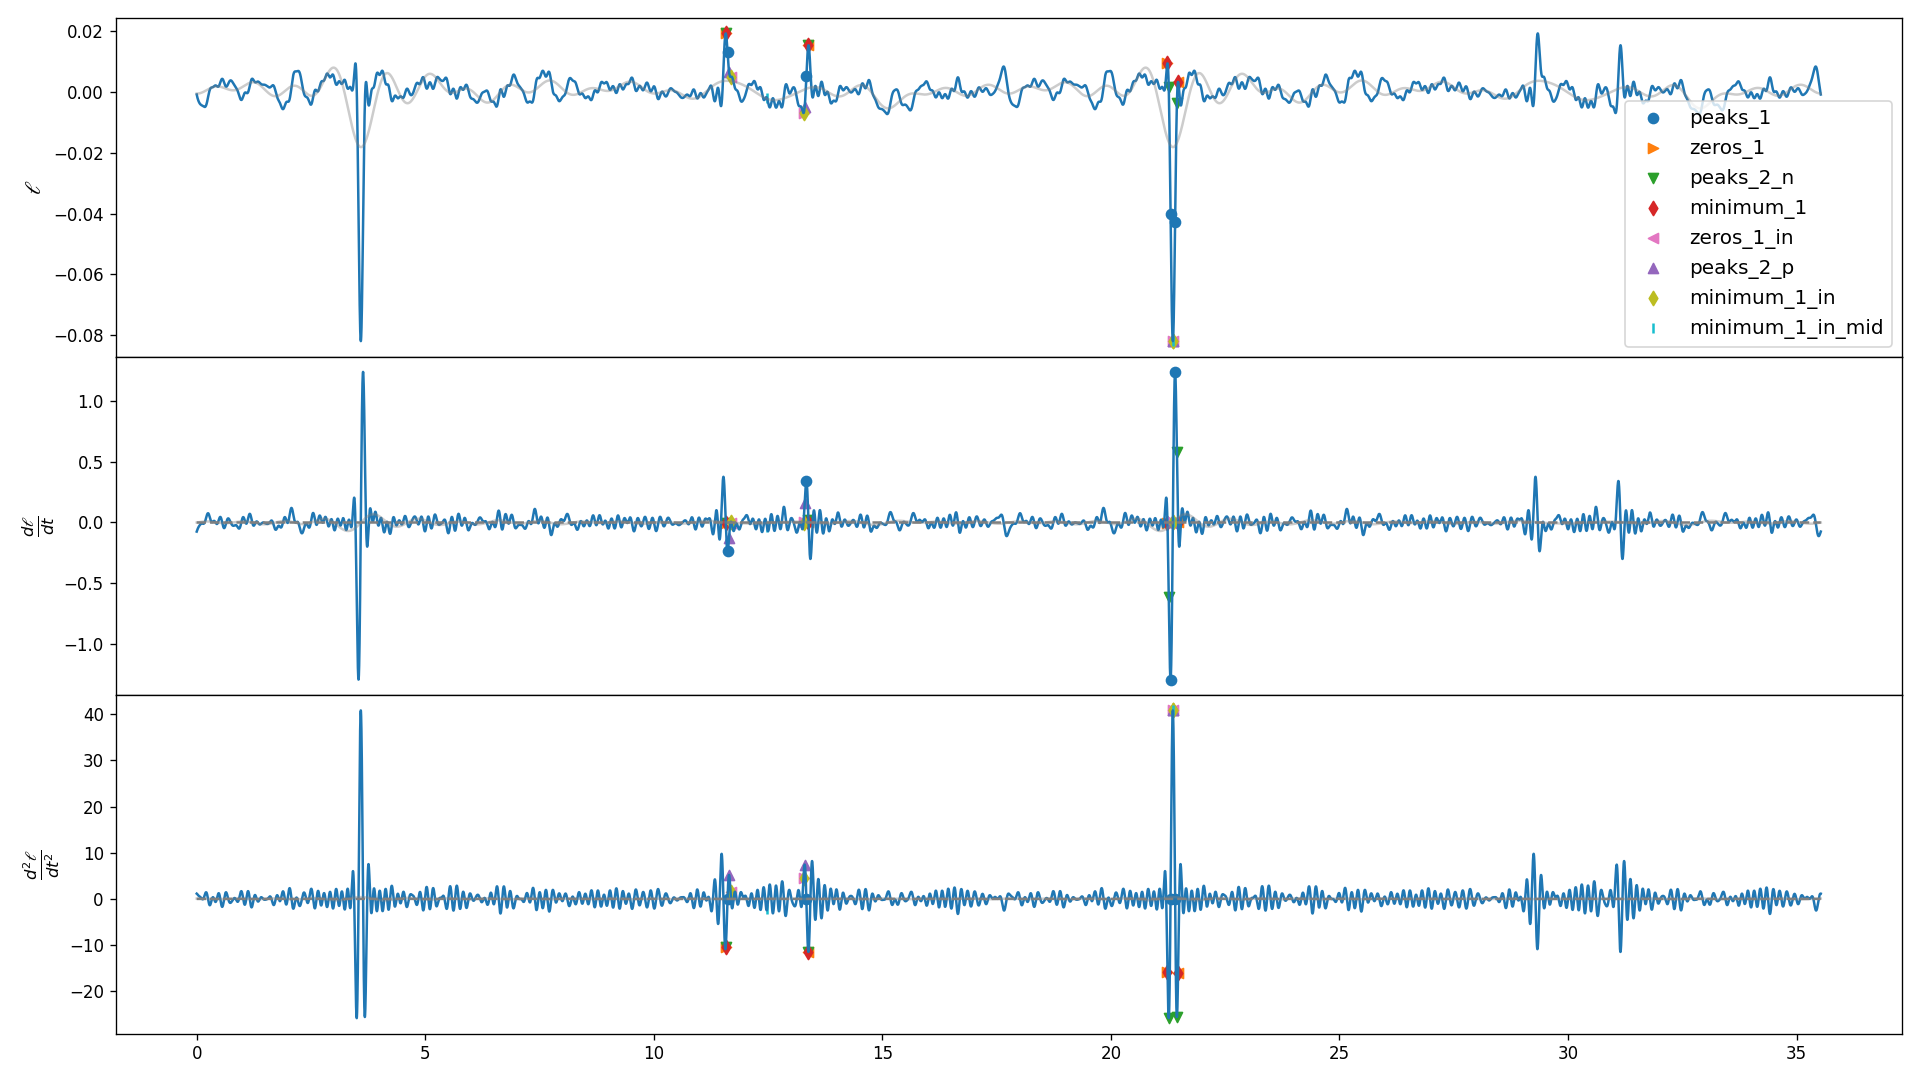 0.02
0.00
−0.02
−0.04
−0.06
−0.08
ℓ
peaks_1
zeros_1
peaks_2_n
minimum_1
zeros_1_in
peaks_2_p
minimum_1_in
minimum_1_in_mid
1.0
0.5
0.0
−0.5
−1.0
dℓ/dt
40
30
20
10
0
−10
−20
d²ℓ/dt²
0 5 10 15 20 25 30 35